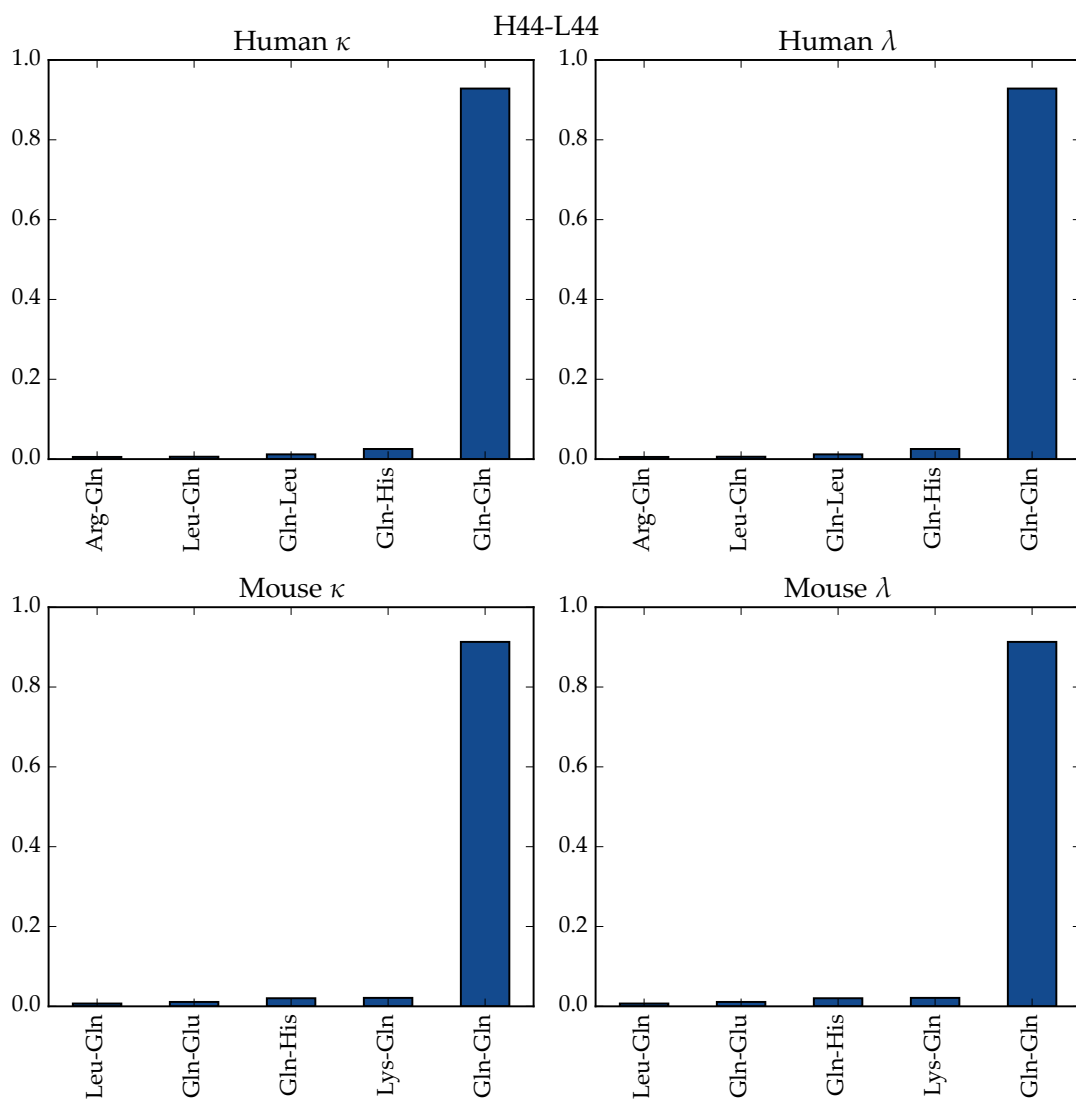 H44-L44
Human κ
1.0
0.8
0.6
0.4
0.2
0.0
Arg-Gln
Leu-Gln
Gln-Leu
Gln-His
Gln-Gln
Human λ
1.0
0.8
0.6
0.4
0.2
0.0
Arg-Gln
Leu-Gln
Gln-Leu
Gln-His
Gln-Gln
Mouse κ
1.0
0.8
0.6
0.4
0.2
0.0
Leu-Gln
Gln-Glu
Gln-His
Lys-Gln
Gln-Gln
Mouse λ
1.0
0.8
0.6
0.4
0.2
0.0
Leu-Gln
Gln-Glu
Gln-His
Lys-Gln
Gln-Gln